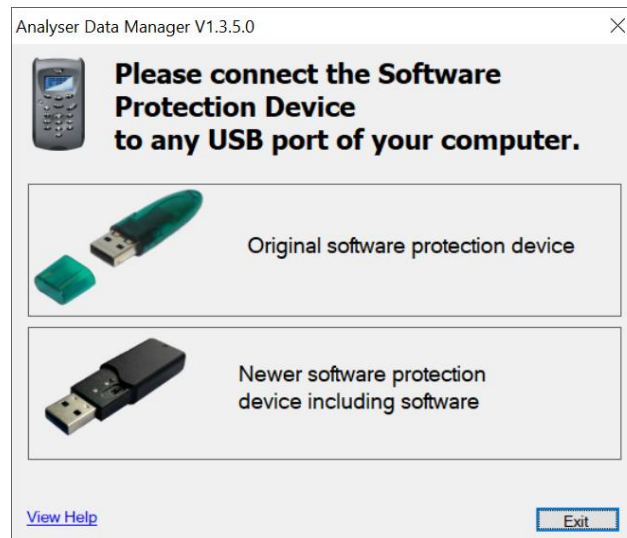 Analyser Data Manager V1.3.5.0
Please connect the Software
Protection Device
to any USB port of your computer.
Original software protection device
Newer software protection
device including software
View Help
Exit